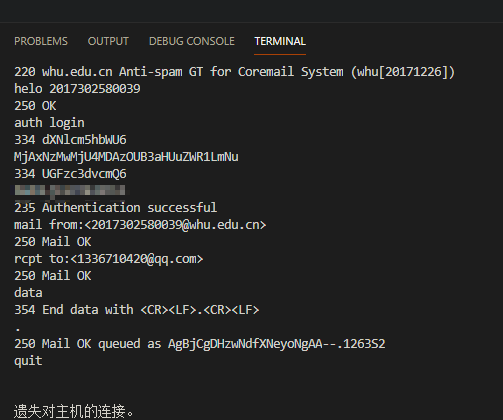 PROBLEMS OUTPUT DEBUG CONSOLE TERMINAL
220 whu.edu.cn Anti-spam GT for Coremail System (whu[20171226])
helo 2017302580039
250 OK
auth login
334 dXNlcm5hbWU6
MjAxNzMwMjU4MDAzOUB3aHUuZWR1LmNu
334 UGFzc3dvcmQ6
235 Authentication successful
mail from:<2017302580039@whu.edu.cn>
250 Mail OK
rcpt to:<1336710420@qq.com>
250 Mail OK
data
354 End data with <CR><LF>.<CR><LF>
.
250 Mail OK queued as AgBjCgDHzwNdfXNeyoNgAA--.1263S2
quit
遗失对主机的连接。